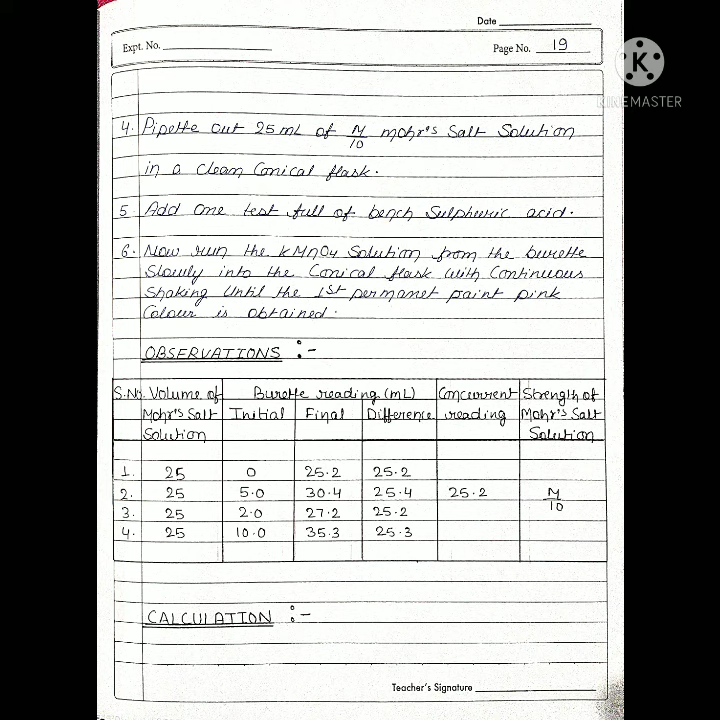 Date
Expt. No.
Page No. 19
K
KINEMASTER
4. Pipette out 25 mL of M/10 mohr's Salt Solution
in a clean Conical flask.
5 Add one test full of bench Sulphuric acid.
6. Now run the KMnO4 Solution from the burette
Slowly into the Conical flask with Continuous
Shaking Until the 1st permanet paint pink
Colour is obtained.
OBSERVATIONS :-
S.No. Volume of Burette reading (mL) Concurrent Strength of
Mohr's Salt Initial Final Difference reading Mohr's Salt
Solution Solution
1. 25 0 25.2 25.2
2. 25 5.0 30.4 25.4 25.2 M/10
3. 25 2.0 27.2 25.2
4. 25 10.0 35.3 25.3
CALCULATION :-
Teacher's Signature